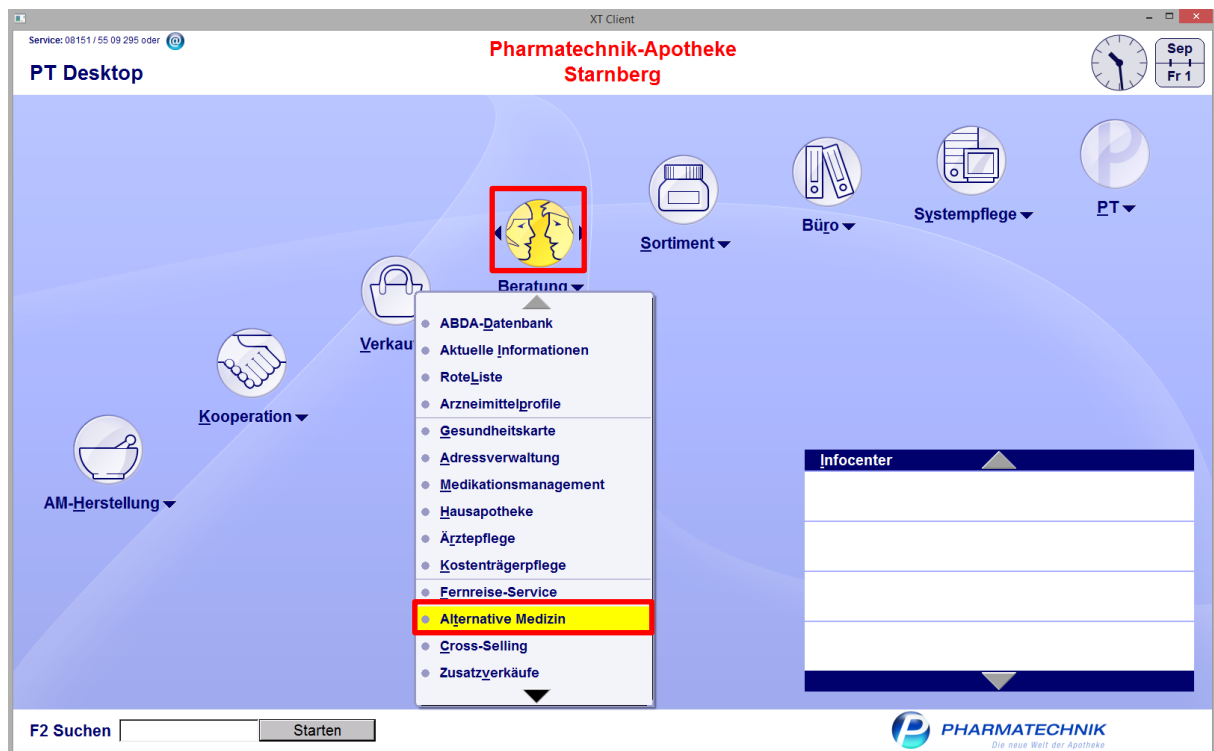 XT Client
Service: 08151 / 55 09 295 oder @
PT Desktop
Pharmatechnik-Apotheke
Starnberg
Sep
Fr 1
Beratung
Sortiment
Büro
Systempflege
PT
Verkau
Kooperation
AM-Herstellung
ABDA-Datenbank
Aktuelle Informationen
RoteListe
Arzneimittelprofile
Gesundheitskarte
Adressverwaltung
Medikationsmanagement
Hausapotheke
Ärztepflege
Kostenträgerpflege
Fernreise-Service
Alternative Medizin
Cross-Selling
Zusatzverkäufe
Infocenter
F2 Suchen
Starten
PHARMATECHNIK
Die neue Welt der Apotheke